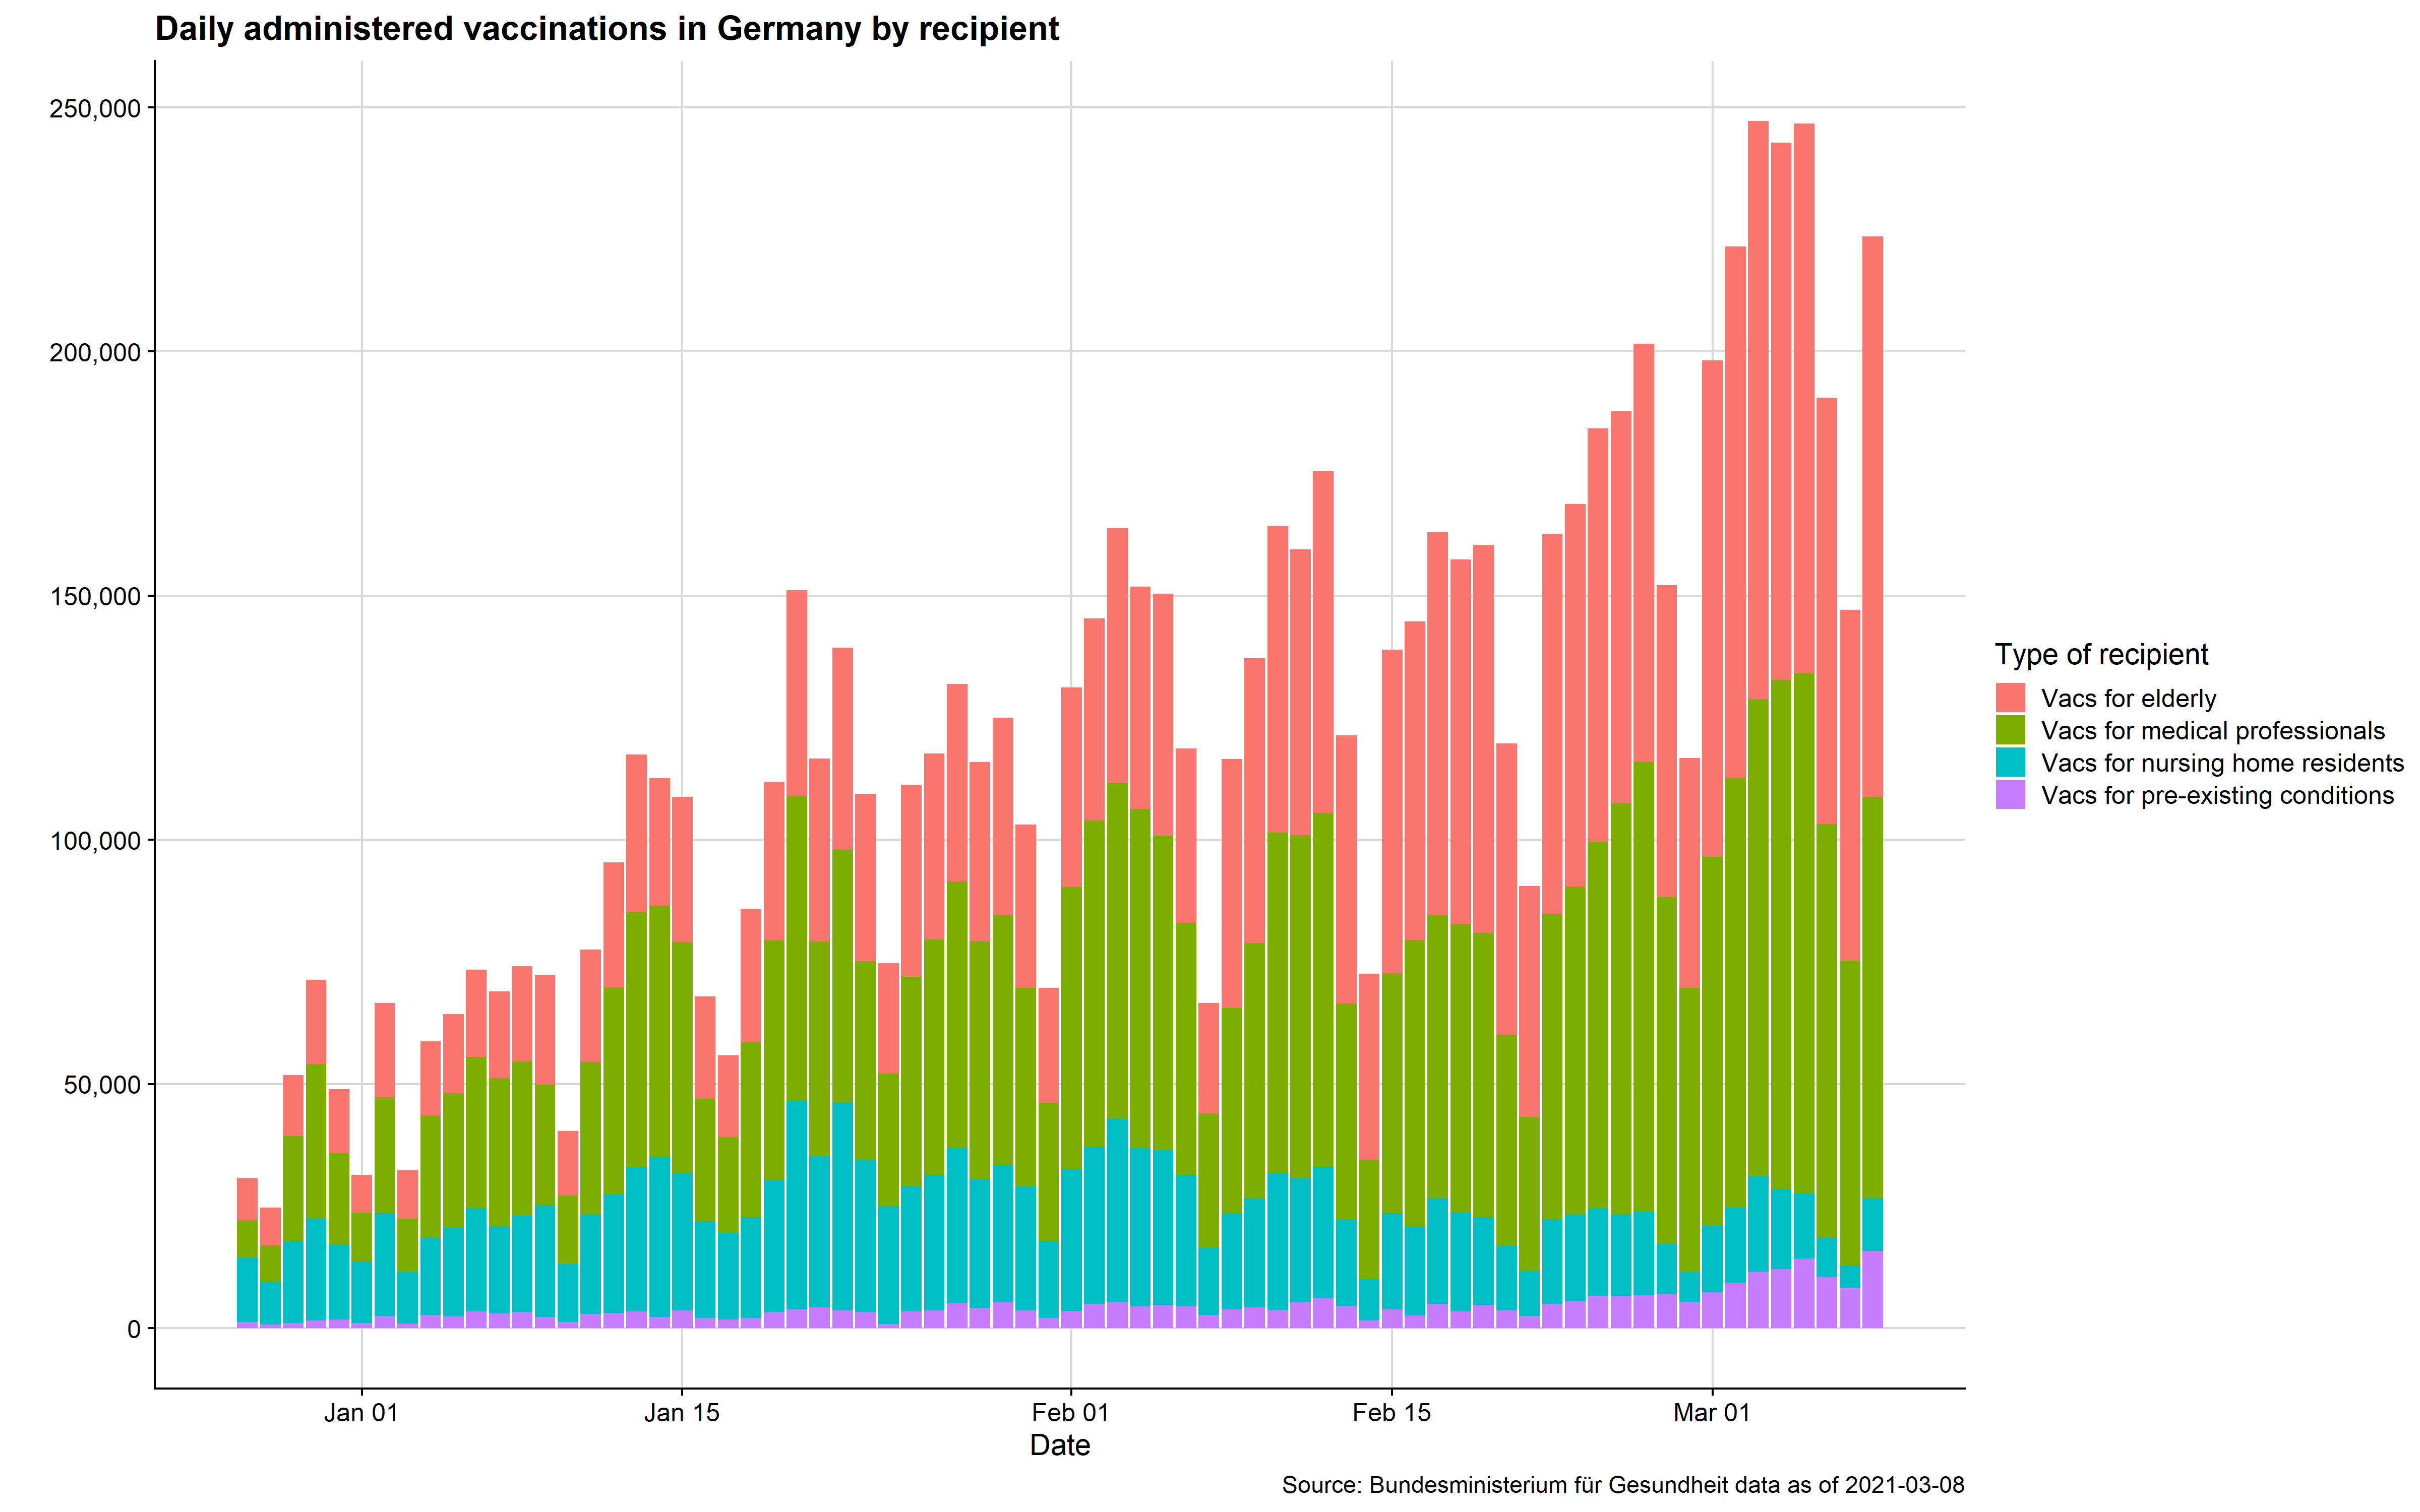 Daily administered vaccinations in Germany by recipient
250,000
200,000
150,000
100,000
50,000
0
Jan 01
Jan 15
Feb 01
Feb 15
Mar 01
Date
Type of recipient
Vacs for elderly
Vacs for medical professionals
Vacs for nursing home residents
Vacs for pre-existing conditions
Source: Bundesministerium für Gesundheit data as of 2021-03-08